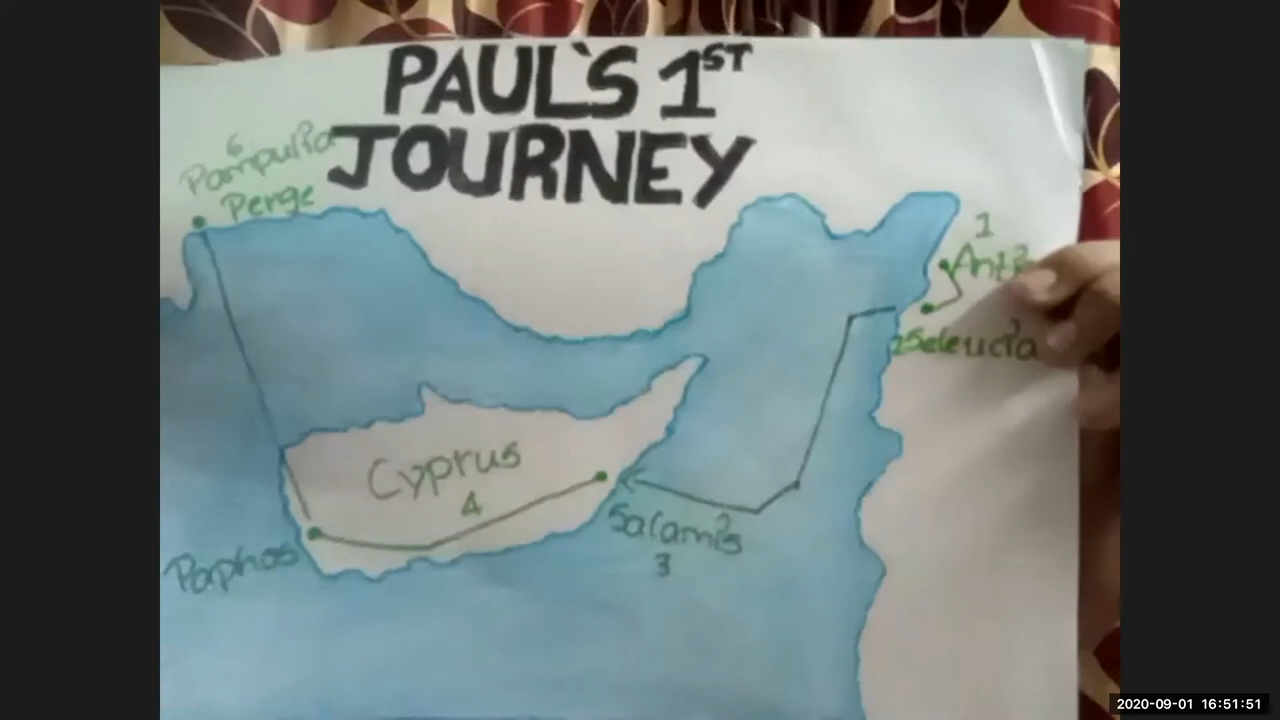 PAUL'S 1ST
JOURNEY
6
Pampulia
Perge
1
2 Seleucia
Cyprus
4
Salamis
3
Paphos
2020-09-01 16:51:51